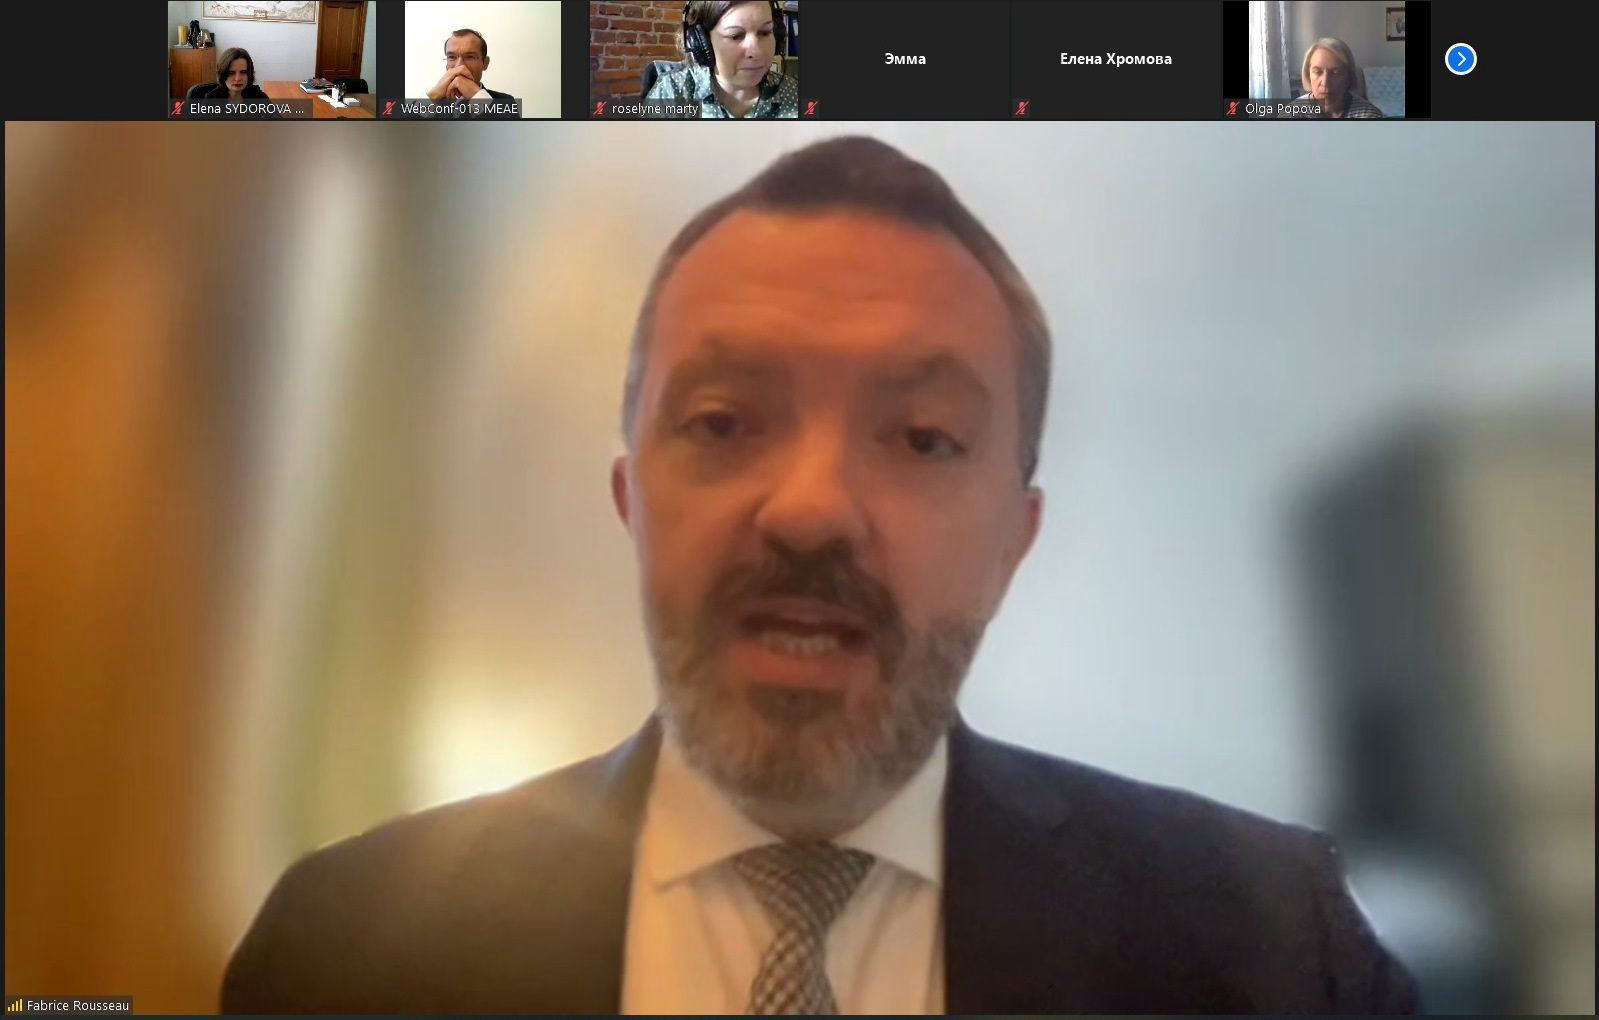 Эмма
Елена Хромова
Elena SYDOROVA ...
WebConf-013 MEAE
roselyne marty
Olga Popova
Fabrice Rousseau